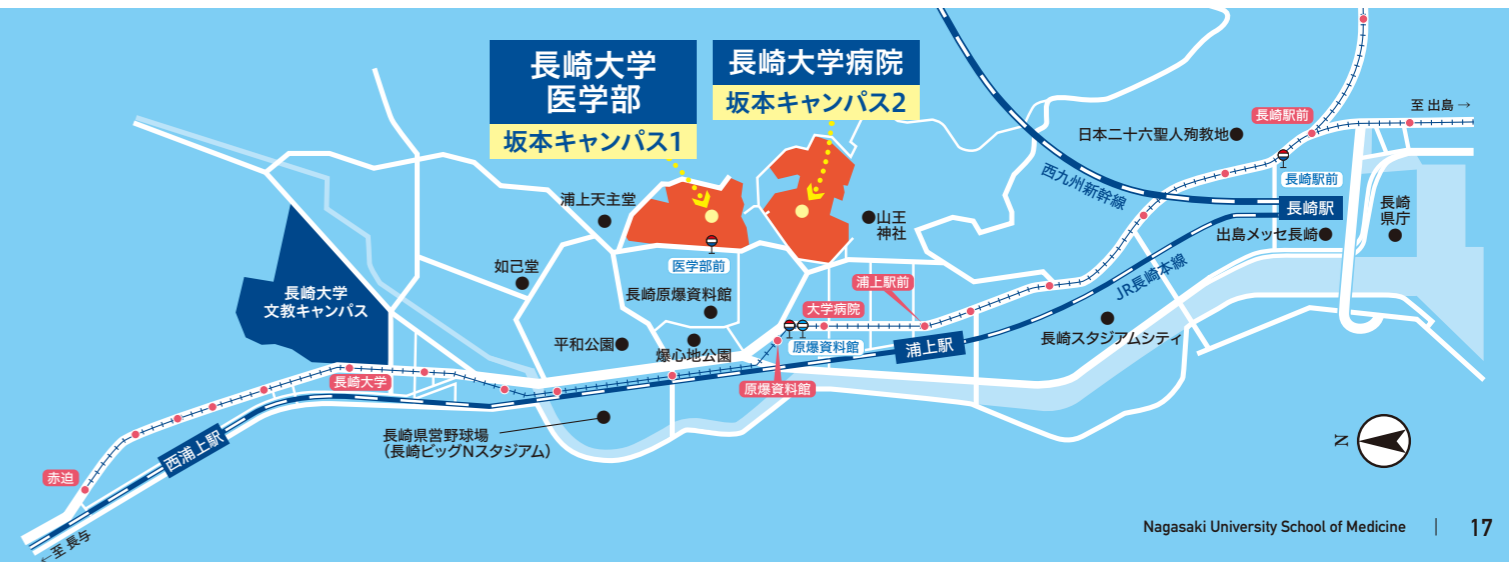 長崎大学
医学部
坂本キャンパス1
長崎大学病院
坂本キャンパス2
至 出島 →
長崎駅前
日本二十六聖人殉教地
西九州新幹線
長崎駅前
長崎駅
長崎
県庁
出島メッセ長崎
浦上天主堂
山王
神社
医学部前
如己堂
長崎原爆資料館
浦上駅前
大学病院
JR長崎本線
長崎大学
文教キャンパス
平和公園
爆心地公園
原爆資料館
浦上駅
長崎スタジアムシティ
長崎大学
原爆資料館
長崎県営野球場
(長崎ビッグNスタジアム)
西浦上駅
赤迫
←至 長与
N
Nagasaki University School of Medicine | 17